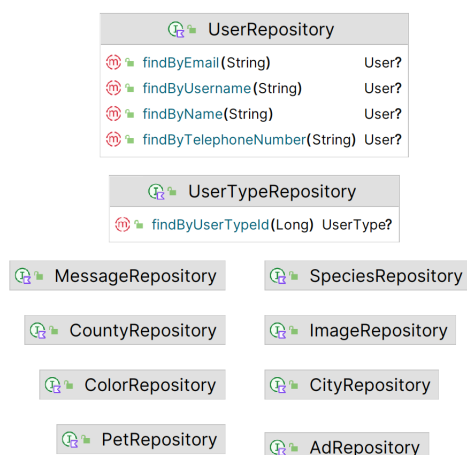 UserRepository
findByEmail(String) User?
findByUsername(String) User?
findByName(String) User?
findByTelephoneNumber(String) User?
UserTypeRepository
findByUserTypeId(Long) UserType?
MessageRepository SpeciesRepository
CountyRepository ImageRepository
ColorRepository CityRepository
PetRepository AdRepository